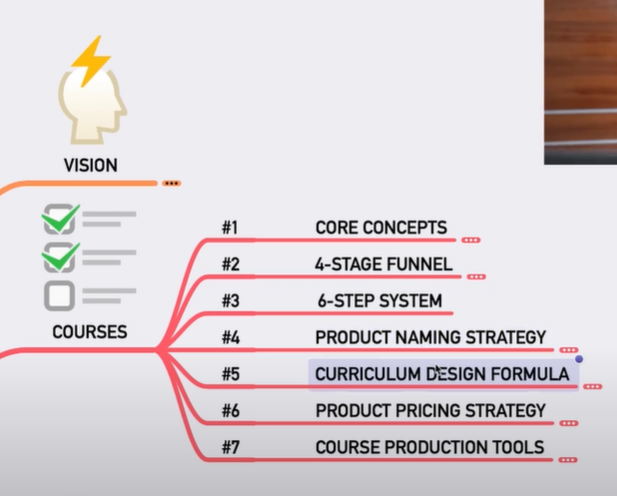 VISION
COURSES
#1 CORE CONCEPTS
#2 4-STAGE FUNNEL
#3 6-STEP SYSTEM
#4 PRODUCT NAMING STRATEGY
#5 CURRICULUM DESIGN FORMULA
#6 PRODUCT PRICING STRATEGY
#7 COURSE PRODUCTION TOOLS